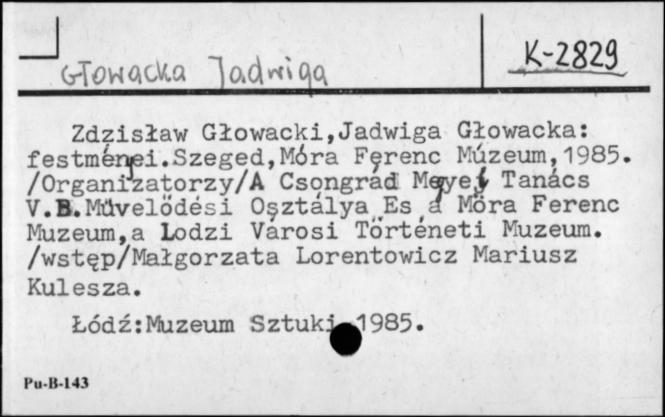 Głowacka Jadwiga
K-2829
Zdzisław Głowacki,Jadwiga Głowacka:
festményei.Szeged,Móra Ferenc Múzeum,1985.
/Organizatorzy/A Csongrád Megyei Tanács
V.B.Müvelődési Osztálya Es a Móra Ferenc
Muzeum,a Lodzi Városi Történeti Muzeum.
/wstęp/Małgorzata Lorentowicz Mariusz
Kulesza.
Łódź:Muzeum Sztuki 1985.
Pu-B-143